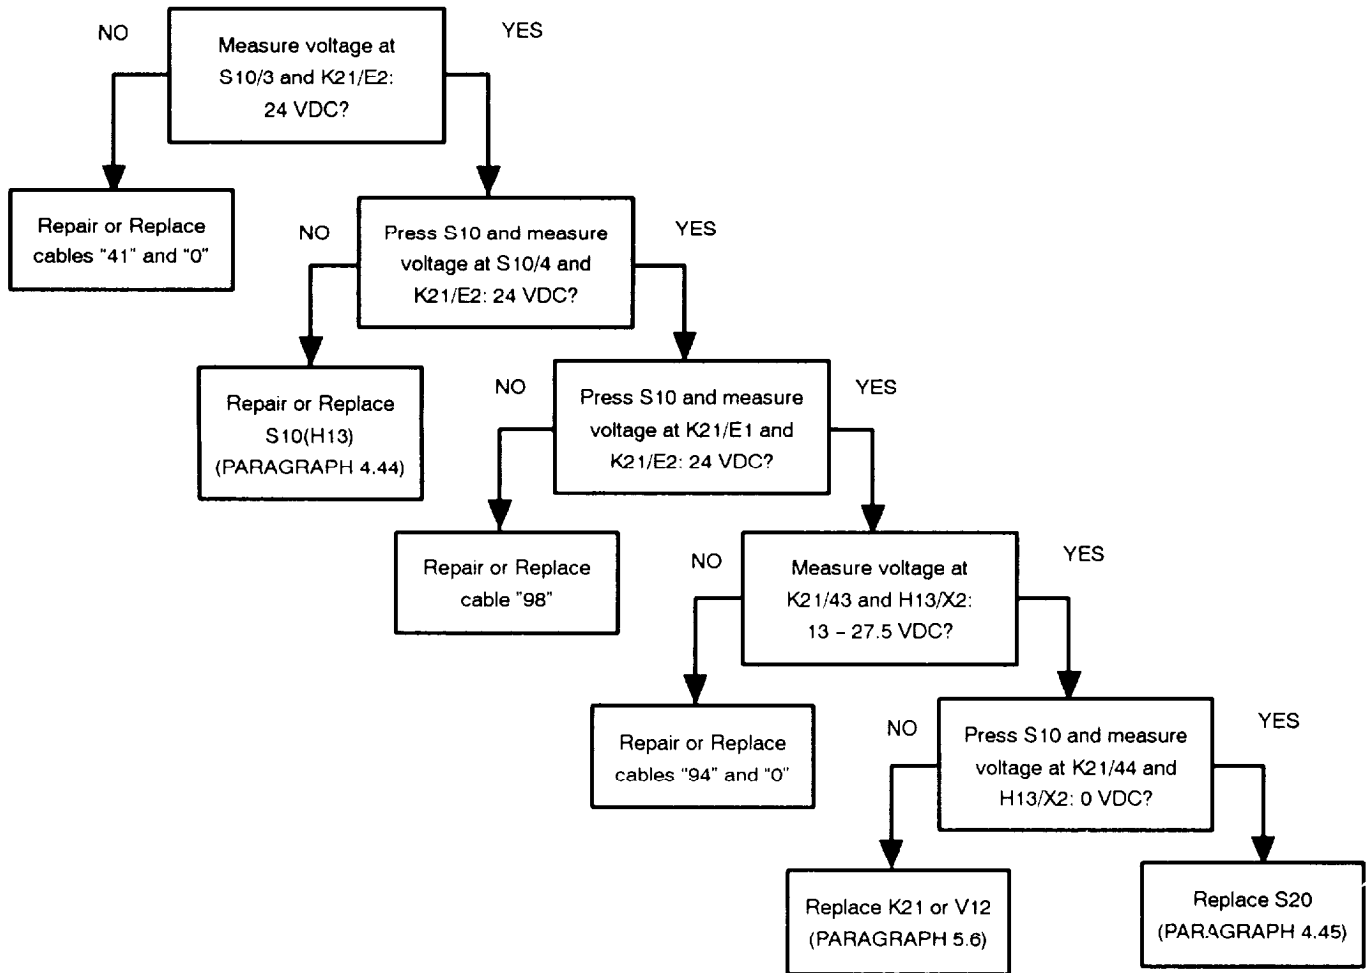 NO
YES
Measure voltage at
S10/3 and K21/E2:
24 VDC?
Repair or Replace
cables "41" and "0"
NO
YES
Press S10 and measure
voltage at S10/4 and
K21/E2: 24 VDC?
Repair or Replace
S10(H13)
(PARAGRAPH 4.44)
NO
YES
Press S10 and measure
voltage at K21/E1 and
K21/E2: 24 VDC?
Repair or Replace
cable "98"
NO
YES
Measure voltage at
K21/43 and H13/X2:
13 – 27.5 VDC?
Repair or Replace
cables "94" and "0"
NO
YES
Press S10 and measure
voltage at K21/44 and
H13/X2: 0 VDC?
Replace K21 or V12
(PARAGRAPH 5.6)
Replace S20
(PARAGRAPH 4.45)